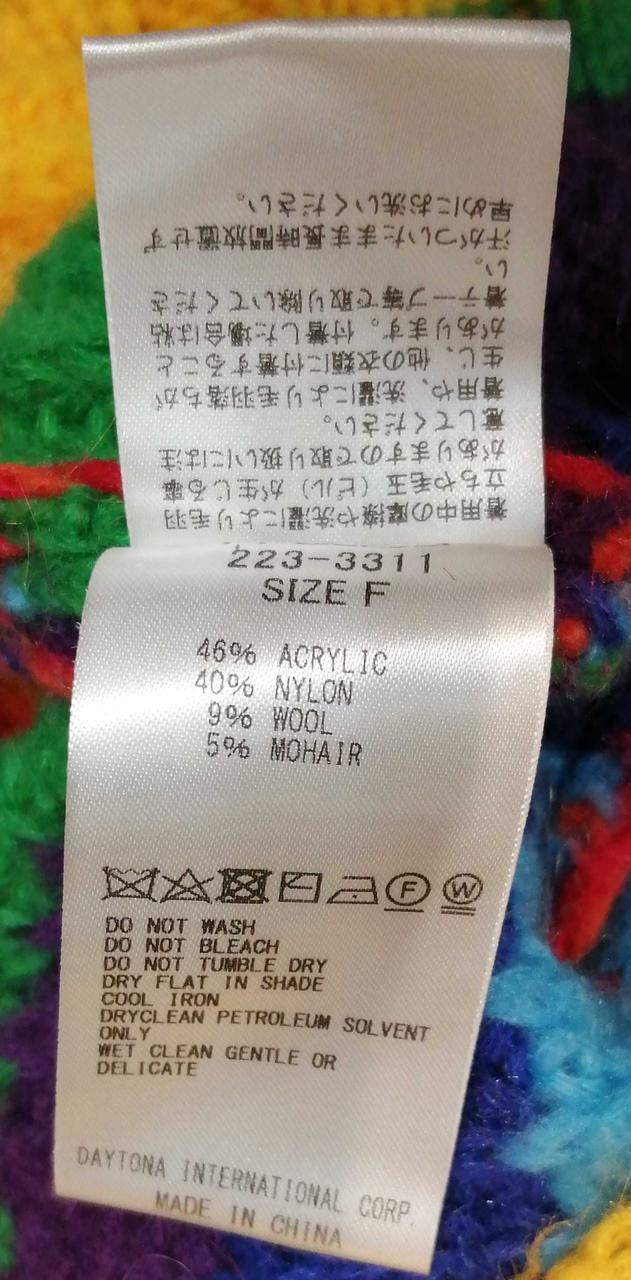 着用中の摩擦や洗濯により毛羽
立ちや毛玉（ピル）が生じる事
がありますので取り扱いには注
意してください。
着用や、洗濯により毛羽落ちが
生じ、他の衣類に付着すること
があります。付着した場合は粘
着テープ等で取り除いてくださ
い。
汗がついたまま長時間放置せず
早めにお洗いください。
223-3311
SIZE F
46% ACRYLIC
40% NYLON
9% WOOL
5% MOHAIR
F W
DO NOT WASH
DO NOT BLEACH
DO NOT TUMBLE DRY
DRY FLAT IN SHADE
COOL IRON
DRYCLEAN PETROLEUM SOLVENT
ONLY
WET CLEAN GENTLE OR
DELICATE
DAYTONA INTERNATIONAL CORP.
MADE IN CHINA